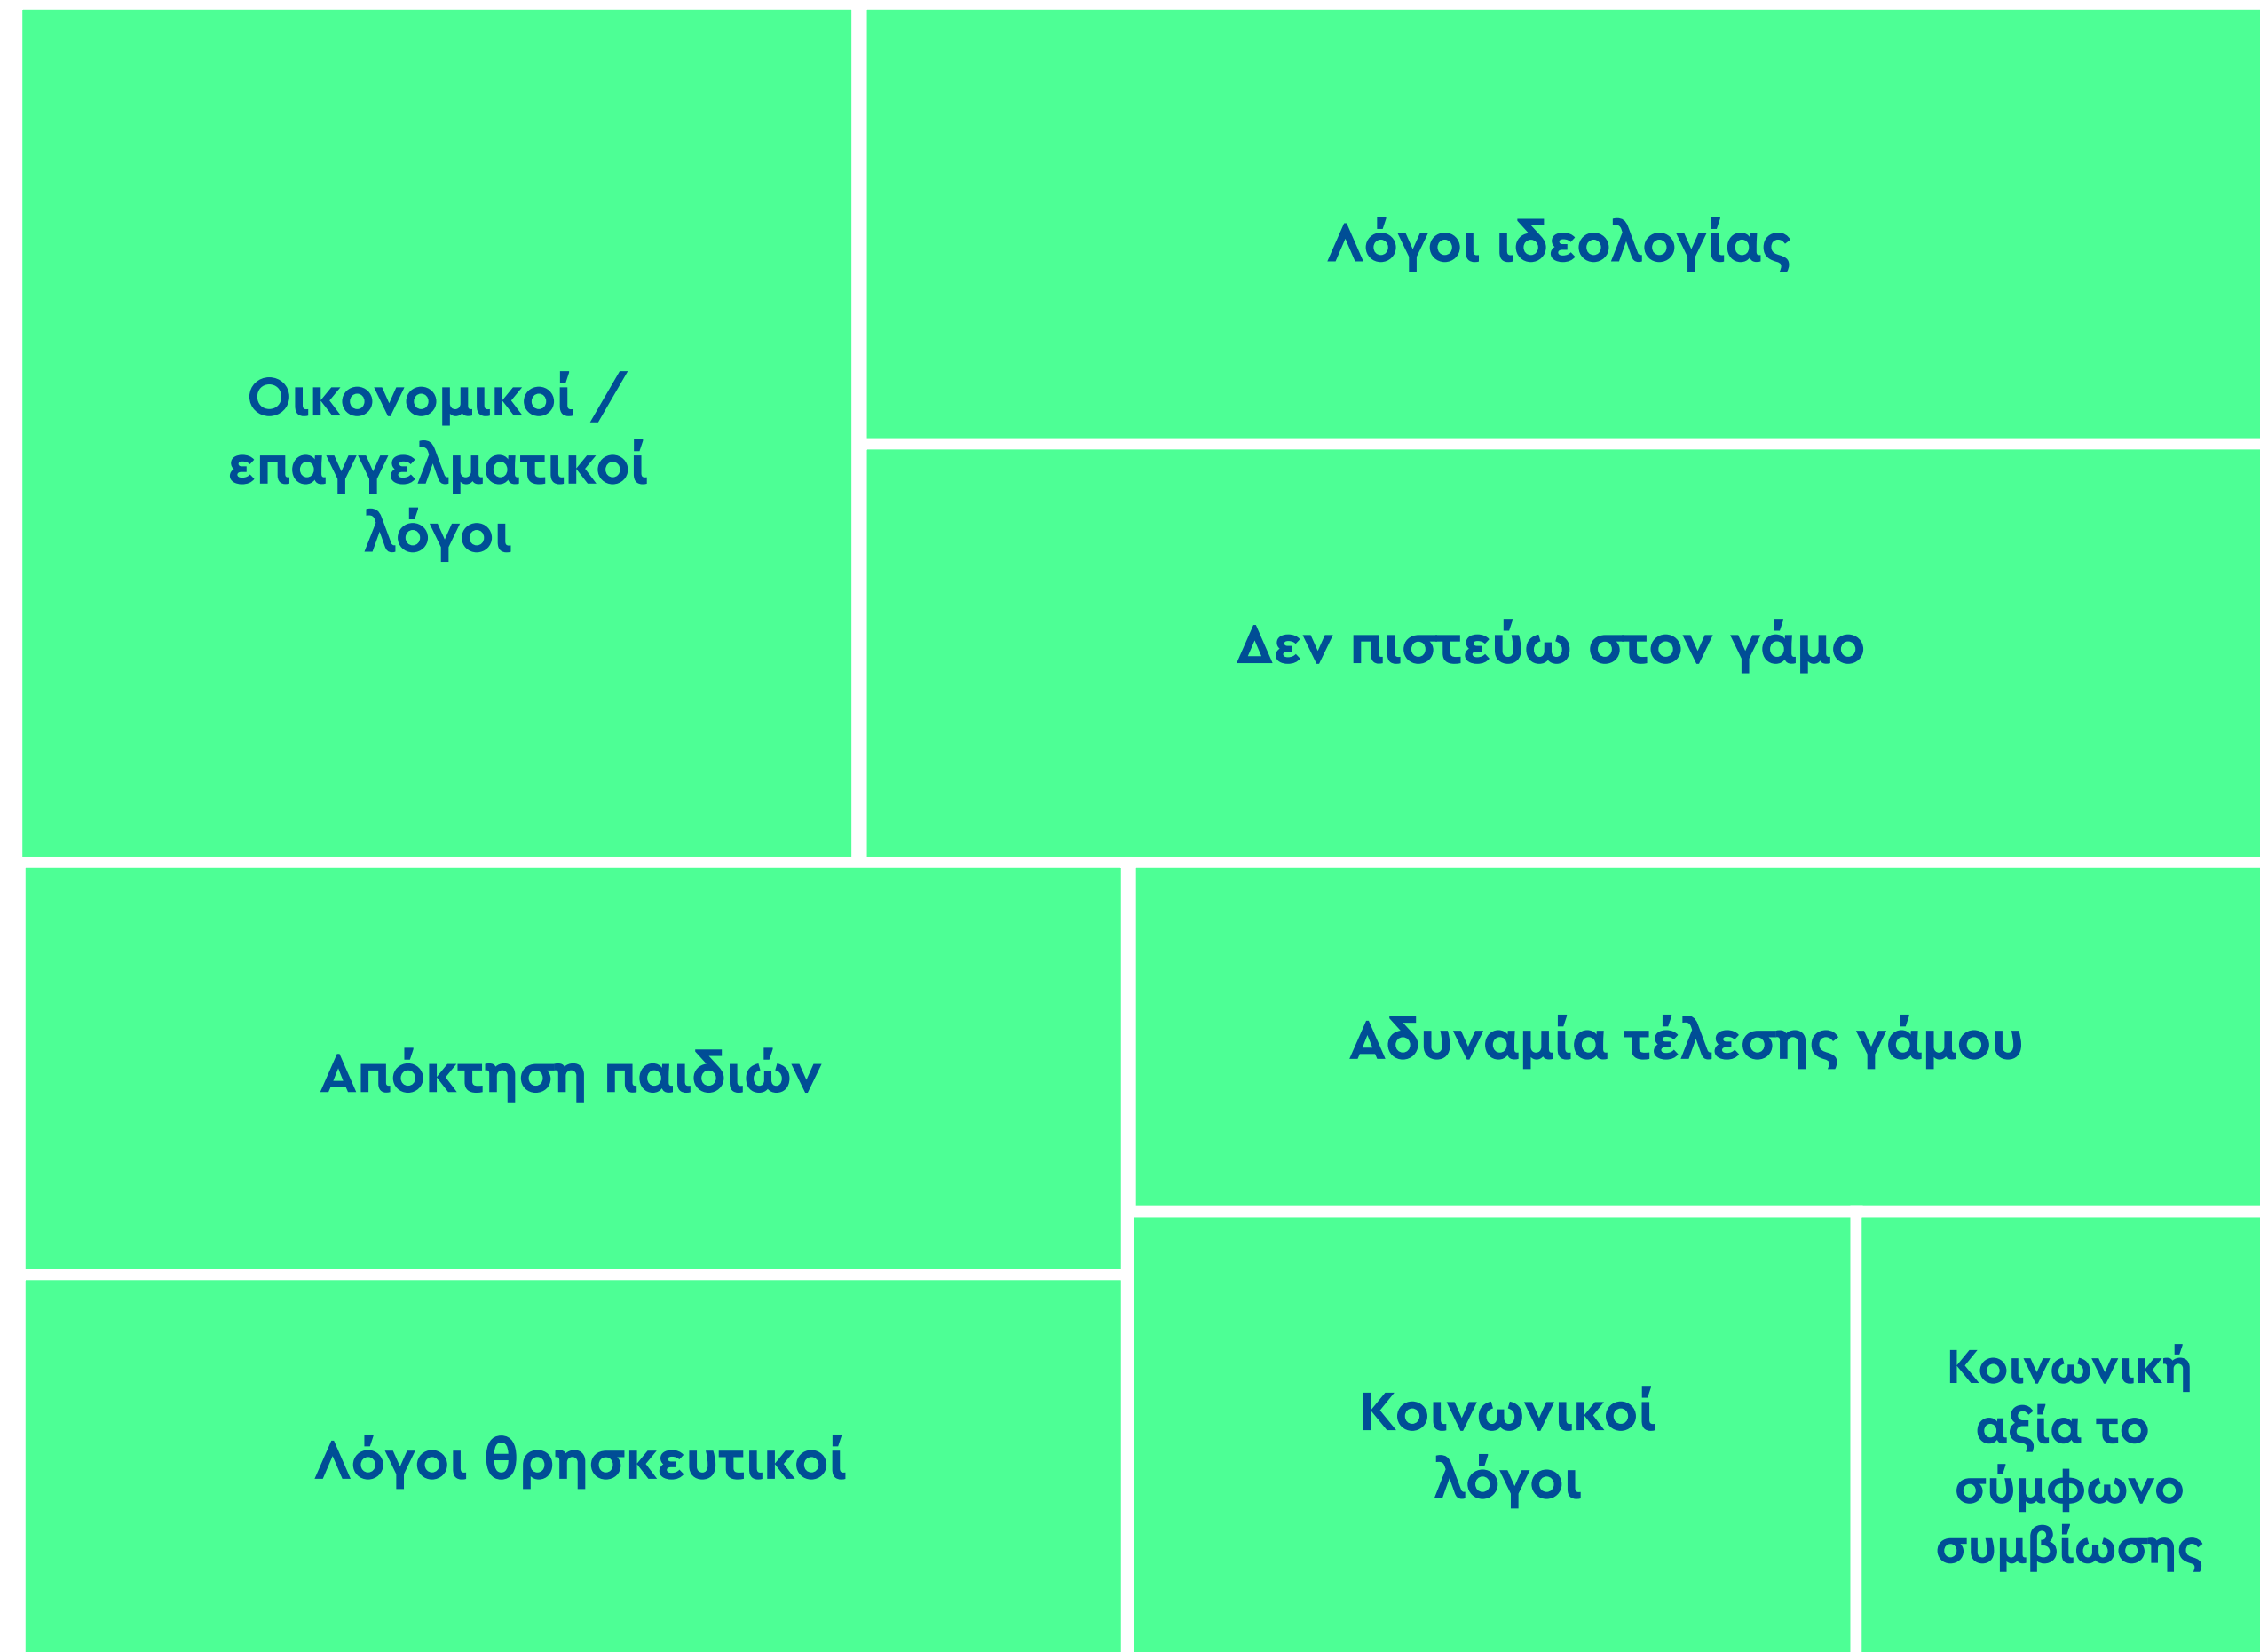 Οικονομικοί /
επαγγελματικοί
λόγοι
Λόγοι ιδεολογίας
Δεν πιστεύω στον γάμο
Απόκτηση παιδιών
Αδυναμία τέλεσης γάμου
Λόγοι θρησκευτικοί
Κοινωνικοί
λόγοι
Κοινωνική
αξία το
σύμφωνο
συμβίωσης